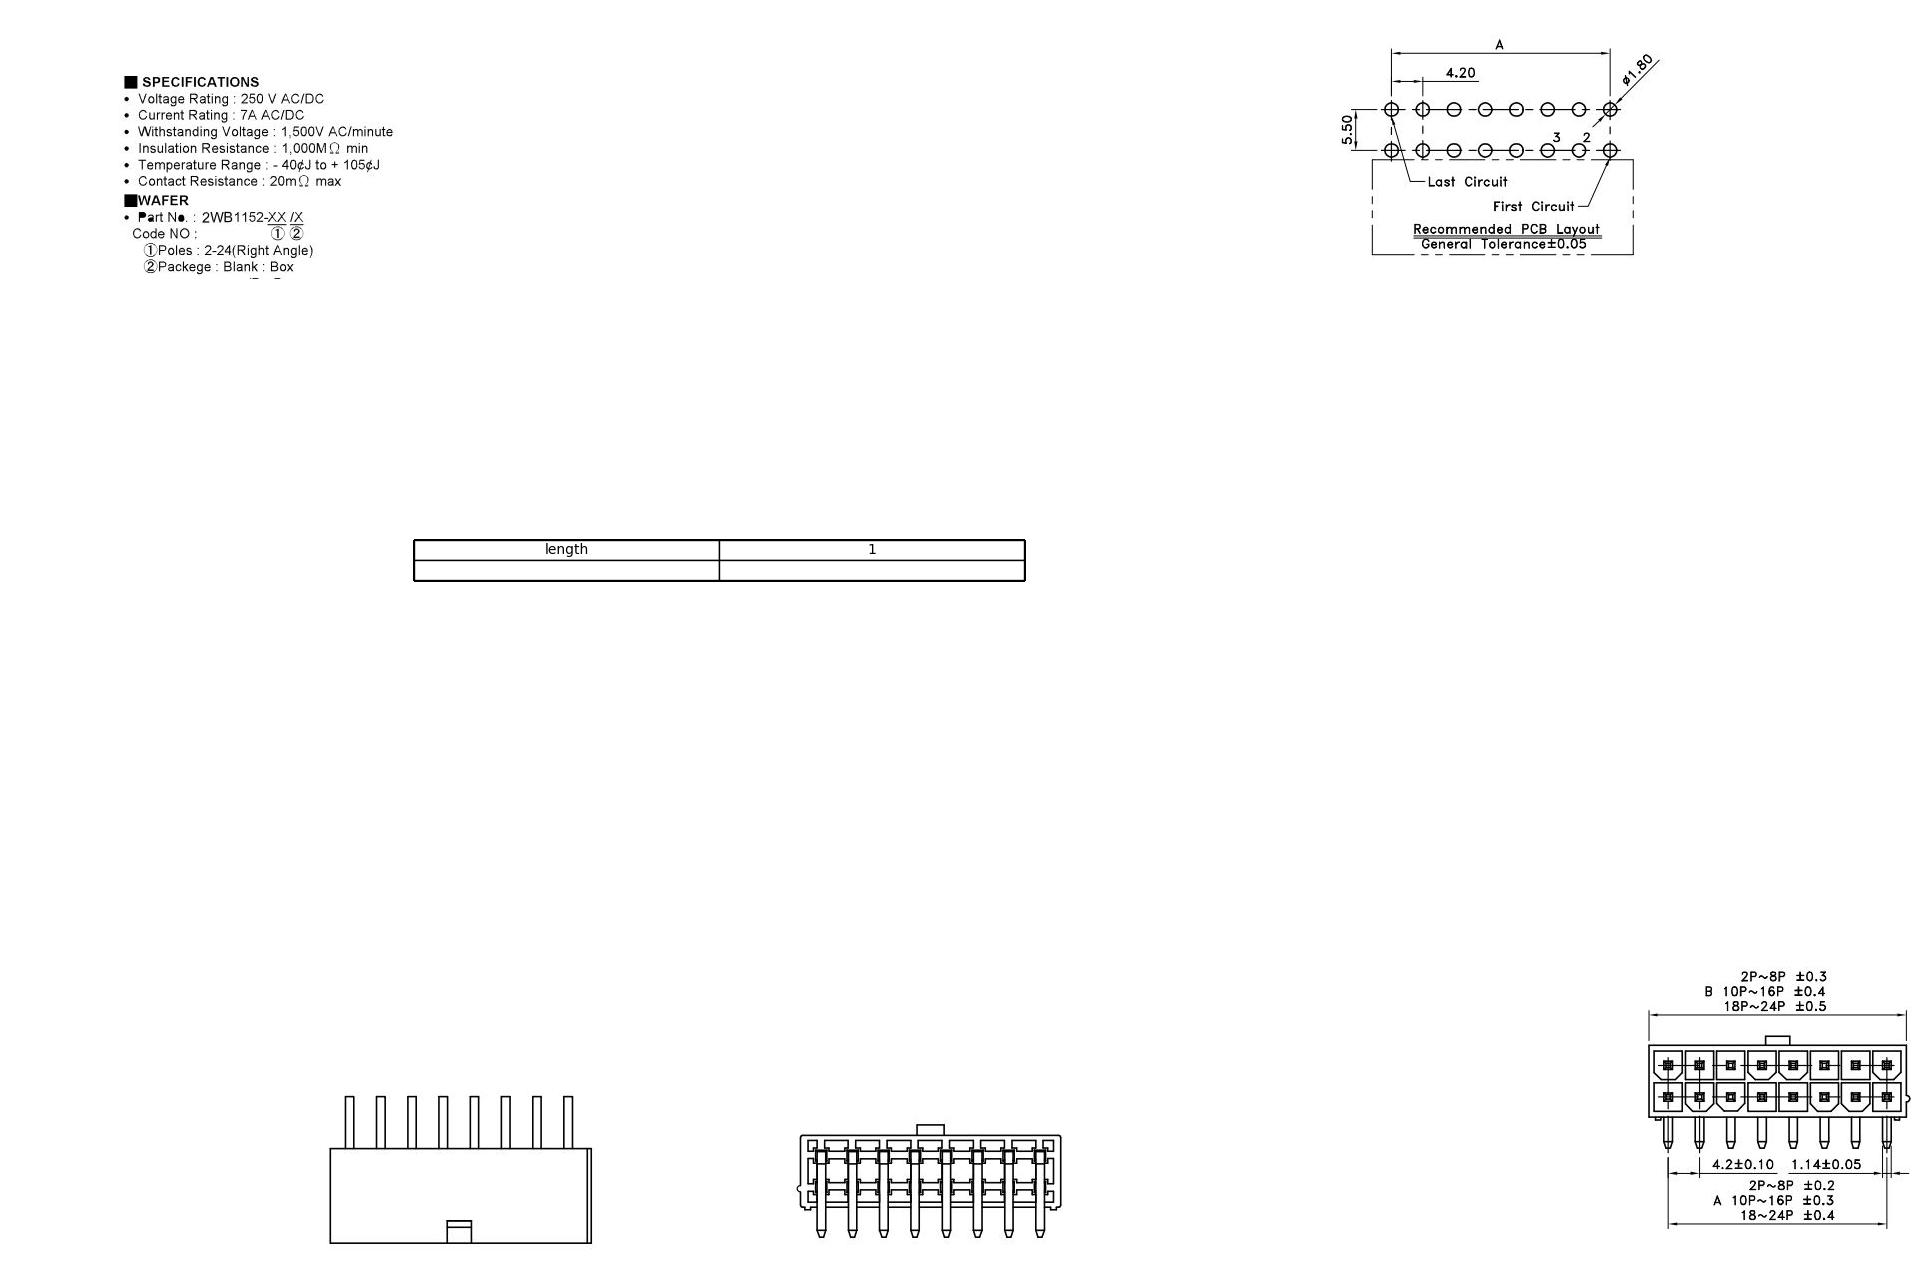 ■ SPECIFICATIONS
• Voltage Rating : 250 V AC/DC
• Current Rating : 7A AC/DC
• Withstanding Voltage : 1,500V AC/minute
• Insulation Resistance : 1,000MΩ min
• Temperature Range : - 40¢J to + 105¢J
• Contact Resistance : 20mΩ max
■WAFER
• Part No. : 2WB1152-XX /X
Code NO : ① ②
①Poles : 2-24(Right Angle)
②Packege : Blank : Box
A
4.20
ø1.80
5.50
3 2
Last Circuit
First Circuit
Recommended PCB Layout
General Tolerance±0.05
length 1
2P~8P ±0.3
B 10P~16P ±0.4
18P~24P ±0.5
4.2±0.10 1.14±0.05
2P~8P ±0.2
A 10P~16P ±0.3
18~24P ±0.4